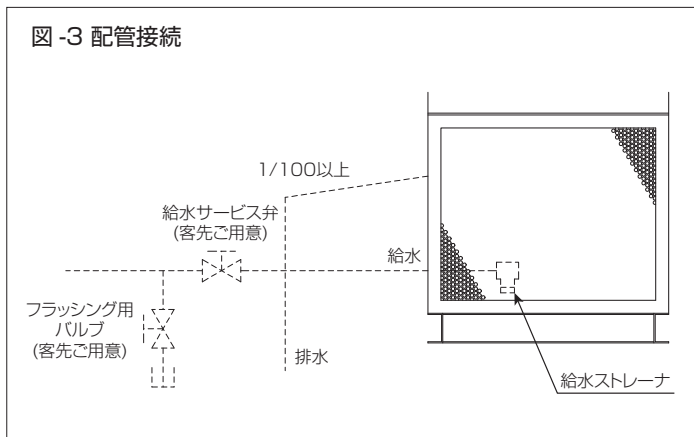 図-3 配管接続
1/100以上
給水サービス弁
(客先ご用意)
給水
フラッシング用
バルブ
(客先ご用意)
排水
給水ストレーナ